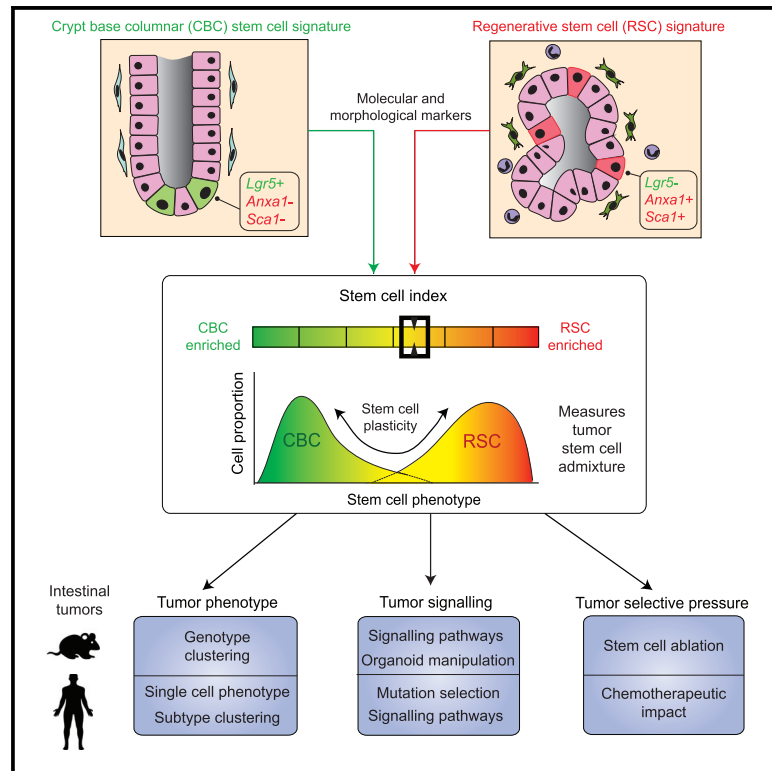 Crypt base columnar (CBC) stem cell signature
Regenerative stem cell (RSC) signature
Molecular and
morphological markers
Lgr5+
Anxa1-
Sca1-
Lgr5-
Anxa1+
Sca1+
Stem cell index
CBC
enriched
RSC
enriched
Cell proportion
Stem cell
plasticity
CBC
RSC
Measures
tumor
stem cell
admixture
Stem cell phenotype
Intestinal
tumors
Tumor phenotype
Genotype
clustering
Single cell phenotype
Subtype clustering
Tumor signalling
Signalling pathways
Organoid manipulation
Mutation selection
Signalling pathways
Tumor selective pressure
Stem cell ablation
Chemotherapeutic
impact